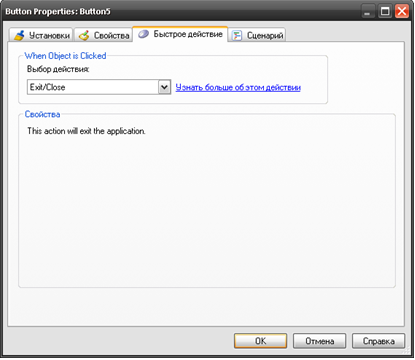 Button Properties: Button5
Установки Свойства Быстрое действие Сценарий
When Object is Clicked
Выбор действия:
Exit/Close Узнать больше об этом действии
Свойства
This action will exit the application.
OK Отмена Справка